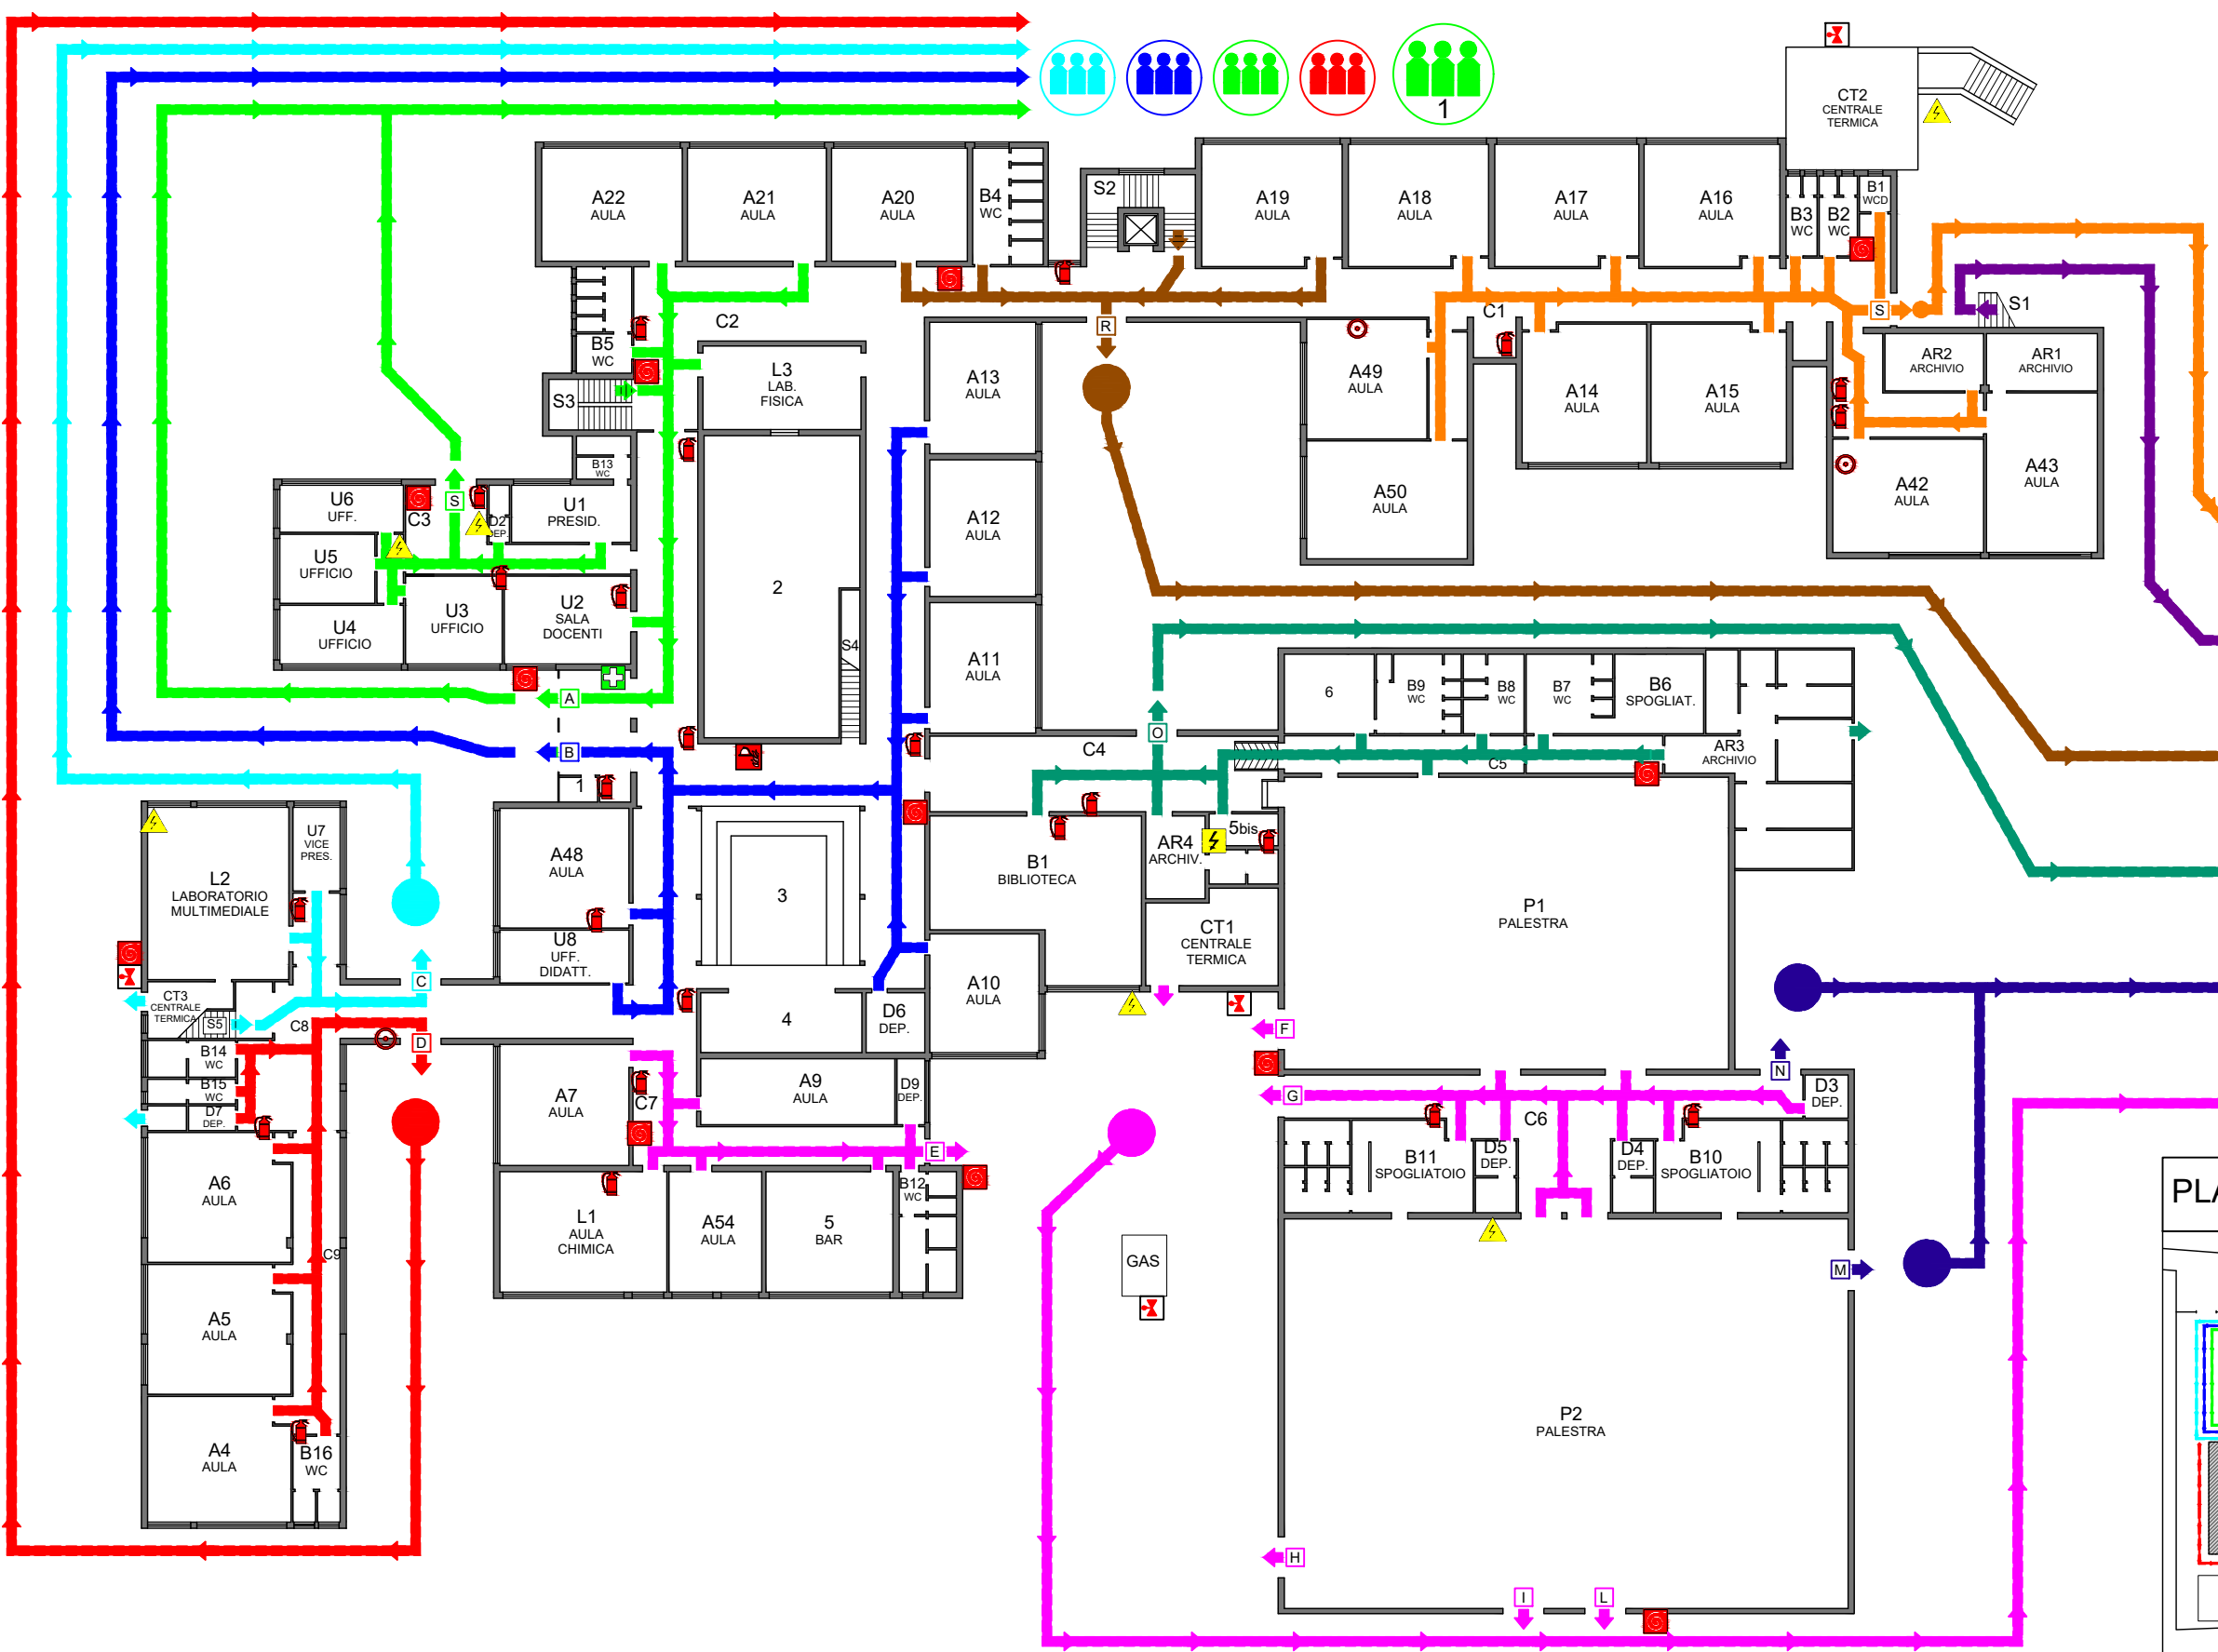 1
CT2
CENTRALE
TERMICA
A22
AULA
A21
AULA
A20
AULA
B4
WC
S2
A19
AULA
A18
AULA
A17
AULA
A16
AULA
B3
WC
B2
WC
B1
WCD
S
S1
C1
C2
R
B5
WC
S3
L3
LAB.
FISICA
A13
AULA
A49
AULA
A14
AULA
A15
AULA
AR2
ARCHIVIO
AR1
ARCHIVIO
B13
WC
U6
UFF.
C3
S
D2
DEP.
U1
PRESID.
A50
AULA
A42
AULA
A43
AULA
A12
AULA
U5
UFFICIO
U4
UFFICIO
U3
UFFICIO
U2
SALA
DOCENTI
2
S4
A11
AULA
A
B
1
O
C4
6
B9
WC
B8
WC
B7
WC
B6
SPOGLIAT.
AR3
ARCHIVIO
C5
L2
LABORATORIO
MULTIMEDIALE
U7
VICE
PRES.
A48
AULA
U8
UFF.
DIDATT.
3
B1
BIBLIOTECA
AR4
ARCHIV.
5bis
CT1
CENTRALE
TERMICA
P1
PALESTRA
C
CT3
CENTRALE
TERMICA
S5
C8
D
4
D6
DEP.
A10
AULA
F
N
B14
WC
B15
WC
D7
DEP.
A7
AULA
C7
A9
AULA
D9
DEP.
E
G
C6
D3
DEP.
A6
AULA
C9
L1
AULA
CHIMICA
A54
AULA
5
BAR
B12
WC
B11
SPOGLIATOIO
D5
DEP.
D4
DEP.
B10
SPOGLIATOIO
PLA
GAS
M
A5
AULA
A4
AULA
B16
WC
P2
PALESTRA
H
I
L